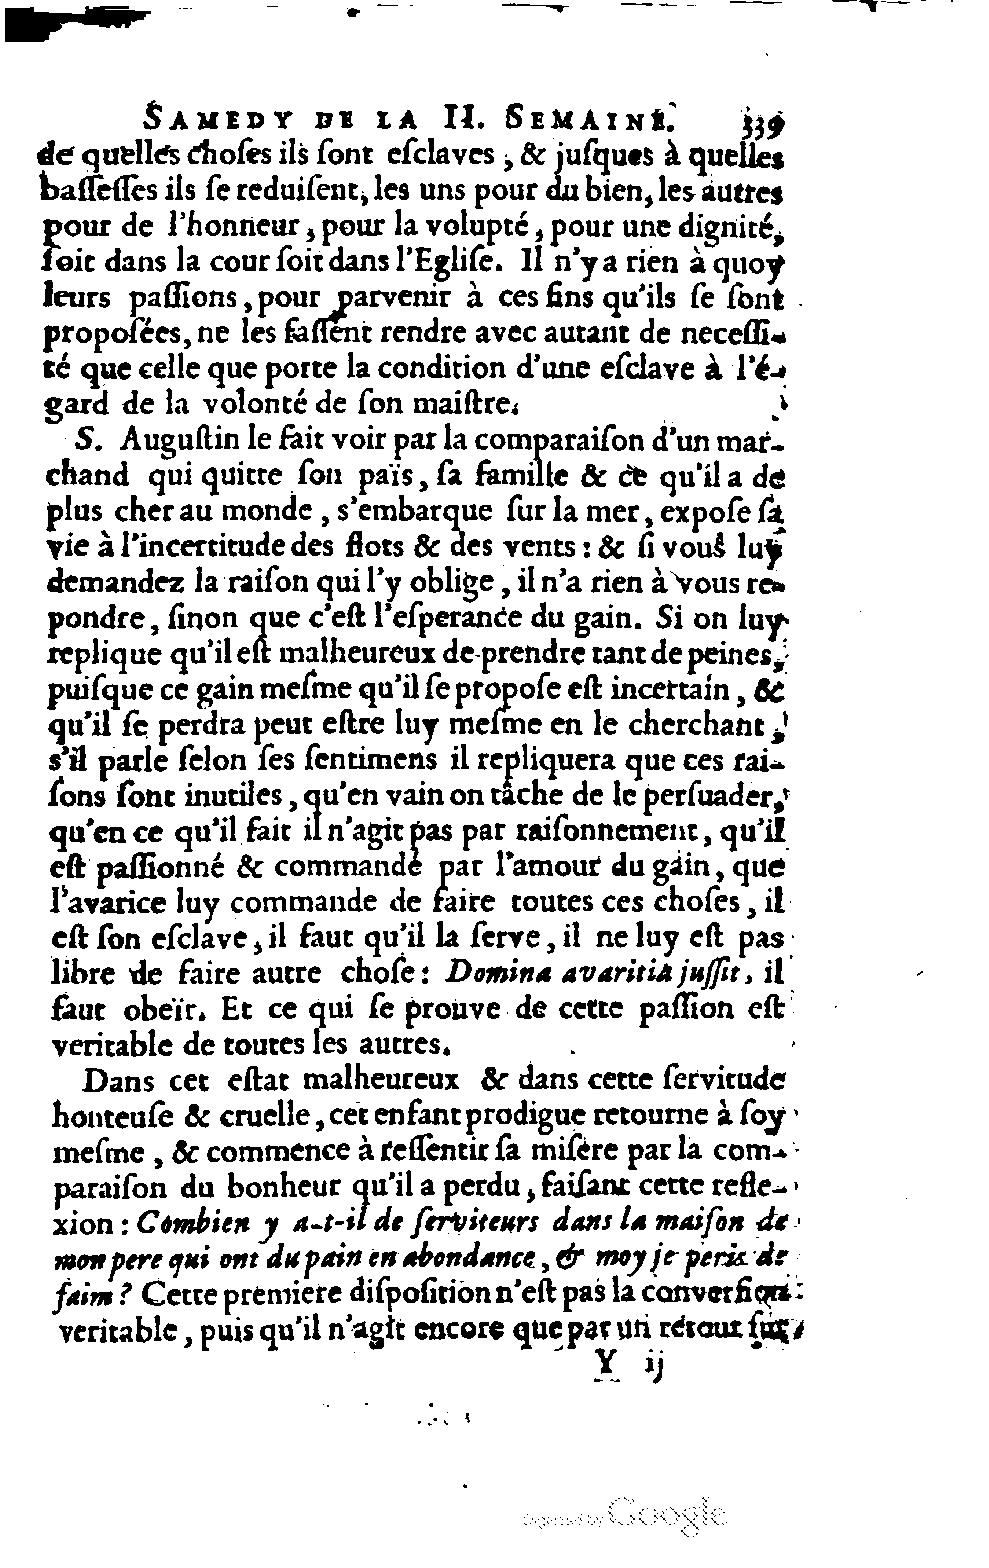 SAMEDY DE LA II. SEMAINE. 339
de quelles choſes ils ſont eſclaves, & juſques à quelles
baſſeſſes ils ſe reduiſent, les uns pour du bien, les autres
pour de l'honneur, pour la volupté, pour une dignité,
ſoit dans la cour ſoit dans l'Egliſe. Il n'y a rien à quoy
leurs paſſions, pour parvenir à ces fins qu'ils ſe ſont
propoſées, ne les faſſent rendre avec autant de neceſſi-
té que celle que porte la condition d'une eſclave à l'é-
gard de la volonté de ſon maiſtre.
S. Auguſtin le fait voir par la comparaiſon d'un mar-
chand qui quitte ſon païs, ſa famille & ce qu'il a de
plus cher au monde, s'embarque ſur la mer, expoſe ſa
vie à l'incertitude des flots & des vents : & ſi vous luy
demandez la raiſon qui l'y oblige, il n'a rien à vous re-
pondre, ſinon que c'eſt l'eſperance du gain. Si on luy
replique qu'il eſt malheureux de prendre tant de peines,
puiſque ce gain meſme qu'il ſe propoſe eſt incertain, &
qu'il ſe perdra peut eſtre luy meſme en le cherchant ;
s'il parle ſelon ſes ſentimens il repliquera que ces rai-
ſons ſont inutiles, qu'en vain on tâche de le perſuader,
qu'en ce qu'il fait il n'agit pas par raiſonnement, qu'il
eſt paſſionné & commandé par l'amour du gain, que
l'avarice luy commande de faire toutes ces choſes, il
eſt ſon eſclave, il faut qu'il la ſerve, il ne luy eſt pas
libre de faire autre choſe : Domina avaritia juſſit, il
faut obeïr. Et ce qui ſe prouve de cette paſſion eſt
veritable de toutes les autres.
Dans cet eſtat malheureux & dans cette ſervitude
honteuſe & cruelle, cet enfant prodigue retourne à ſoy
meſme, & commence à reſſentir ſa miſere par la com-
paraiſon du bonheur qu'il a perdu, faiſant cette refle-
xion : Combien y a-t-il de ſerviteurs dans la maiſon de
mon pere qui ont du pain en abondance, & moy je peris de
faim ? Cette premiere diſpoſition n'eſt pas la converſion
veritable, puis qu'il n'agit encore que par un retour ſur
Y ij
Digitized by Google